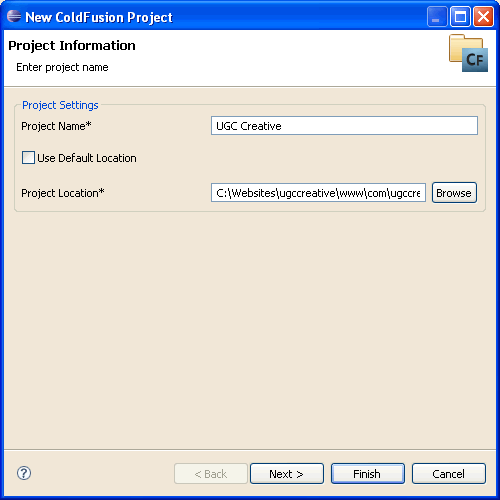 New ColdFusion Project
Project Information
Enter project name
CF
Project Settings
Project Name* UGC Creative
Use Default Location
Project Location* C:\Websites\ugccreative\www\com\ugccre Browse
? < Back Next > Finish Cancel